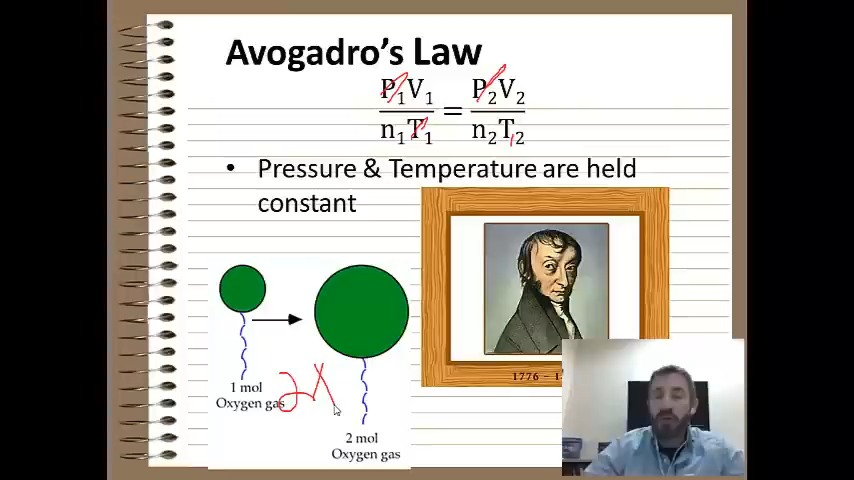 Avogadro's Law
P₁V₁ / n₁T₁ = P₂V₂ / n₂T₂
• Pressure & Temperature are held
constant
1 mol
Oxygen gas
2X
2 mol
Oxygen gas